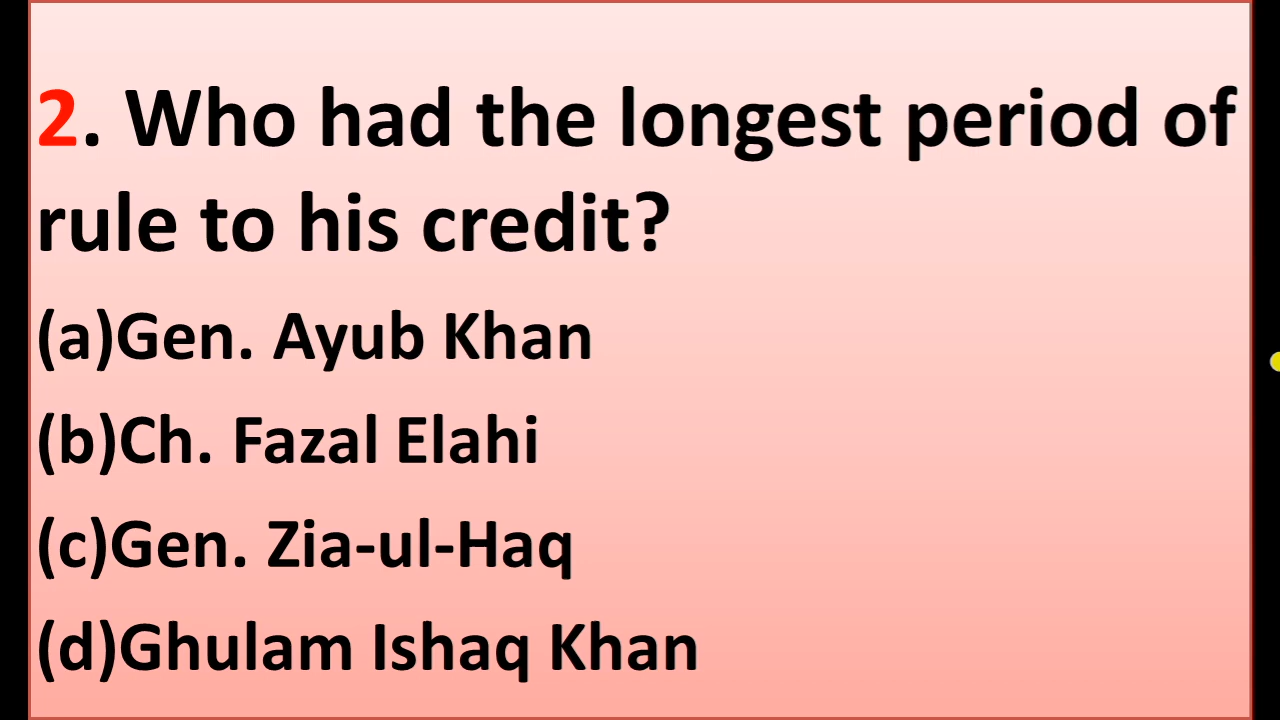 2. Who had the longest period of
rule to his credit?
(a)Gen. Ayub Khan
(b)Ch. Fazal Elahi
(c)Gen. Zia-ul-Haq
(d)Ghulam Ishaq Khan